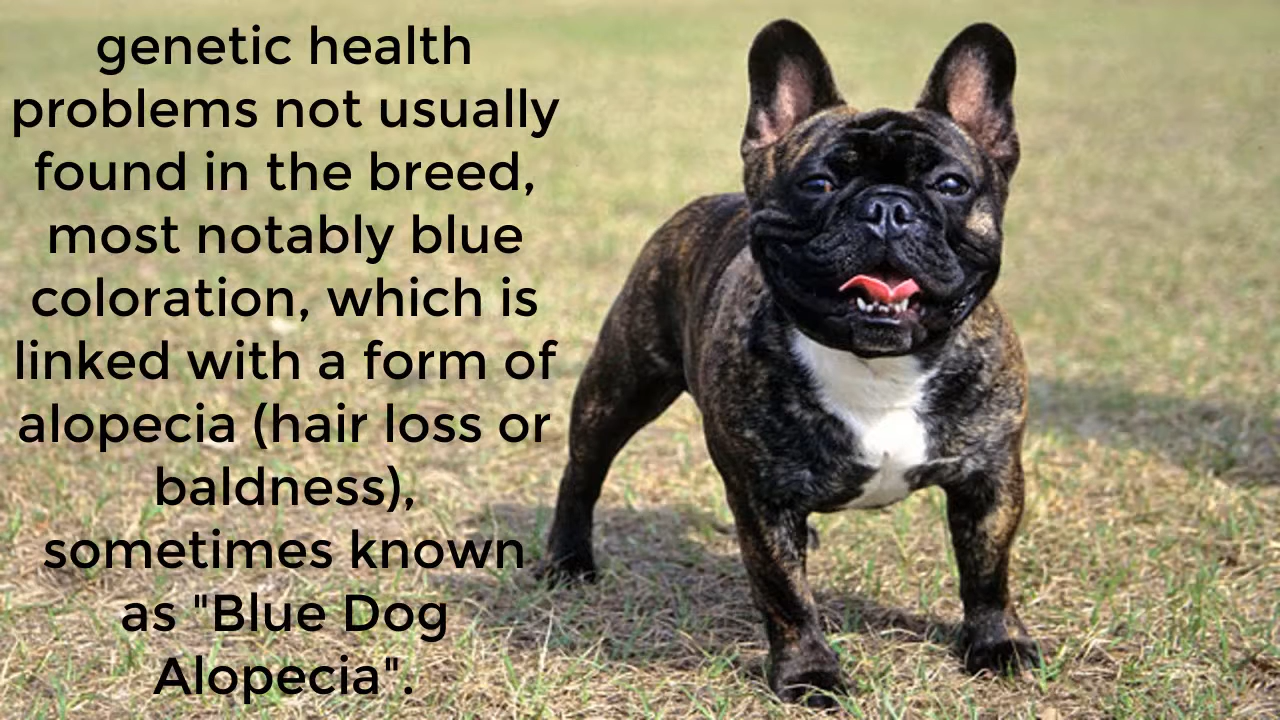 genetic health
problems not usually
found in the breed,
most notably blue
coloration, which is
linked with a form of
alopecia (hair loss or
baldness),
sometimes known
as "Blue Dog
Alopecia".